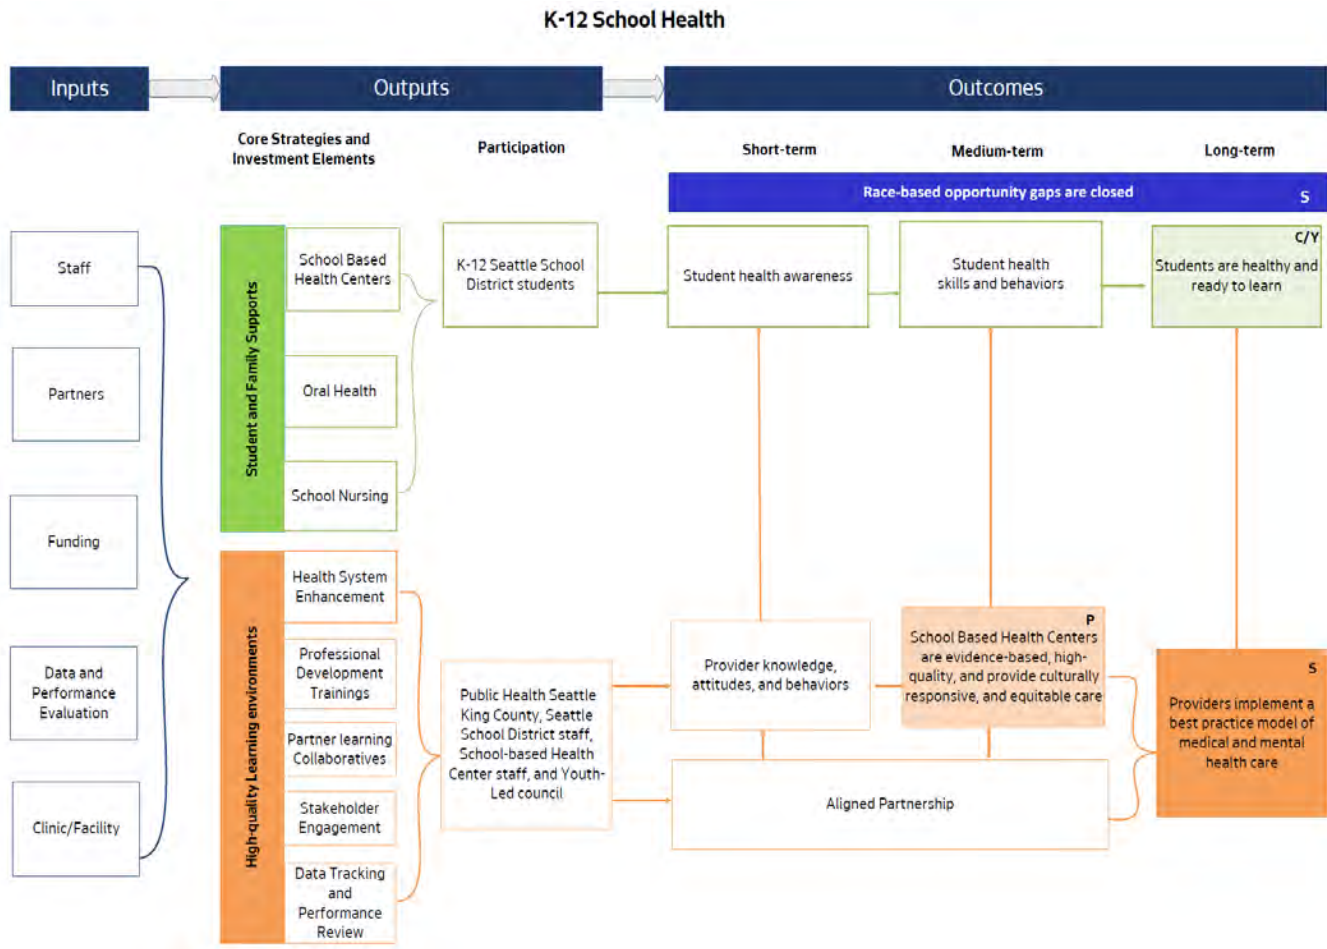 K-12 School Health
Inputs
Outputs
Outcomes
Core Strategies and
Investment Elements
Participation
Short-term
Medium-term
Long-term
Race-based opportunity gaps are closed
S
Staff
Partners
Funding
Data and
Performance
Evaluation
Clinic/Facility
Student and Family Supports
School Based
Health Centers
Oral Health
School Nursing
K-12 Seattle School
District students
Student health awareness
Student health
skills and behaviors
C/Y
Students are healthy and
ready to learn
High-quality Learning environments
Health System
Enhancement
Professional
Development
Trainings
Partner learning
Collaboratives
Stakeholder
Engagement
Data Tracking
and
Performance
Review
Public Health Seattle
King County, Seattle
School District staff,
School-based Health
Center staff, and Youth-
Led council
Provider knowledge,
attitudes, and behaviors
P
School Based Health Centers
are evidence-based, high-
quality, and provide culturally
responsive, and equitable care
Aligned Partnership
S
Providers implement a
best practice model of
medical and mental
health care